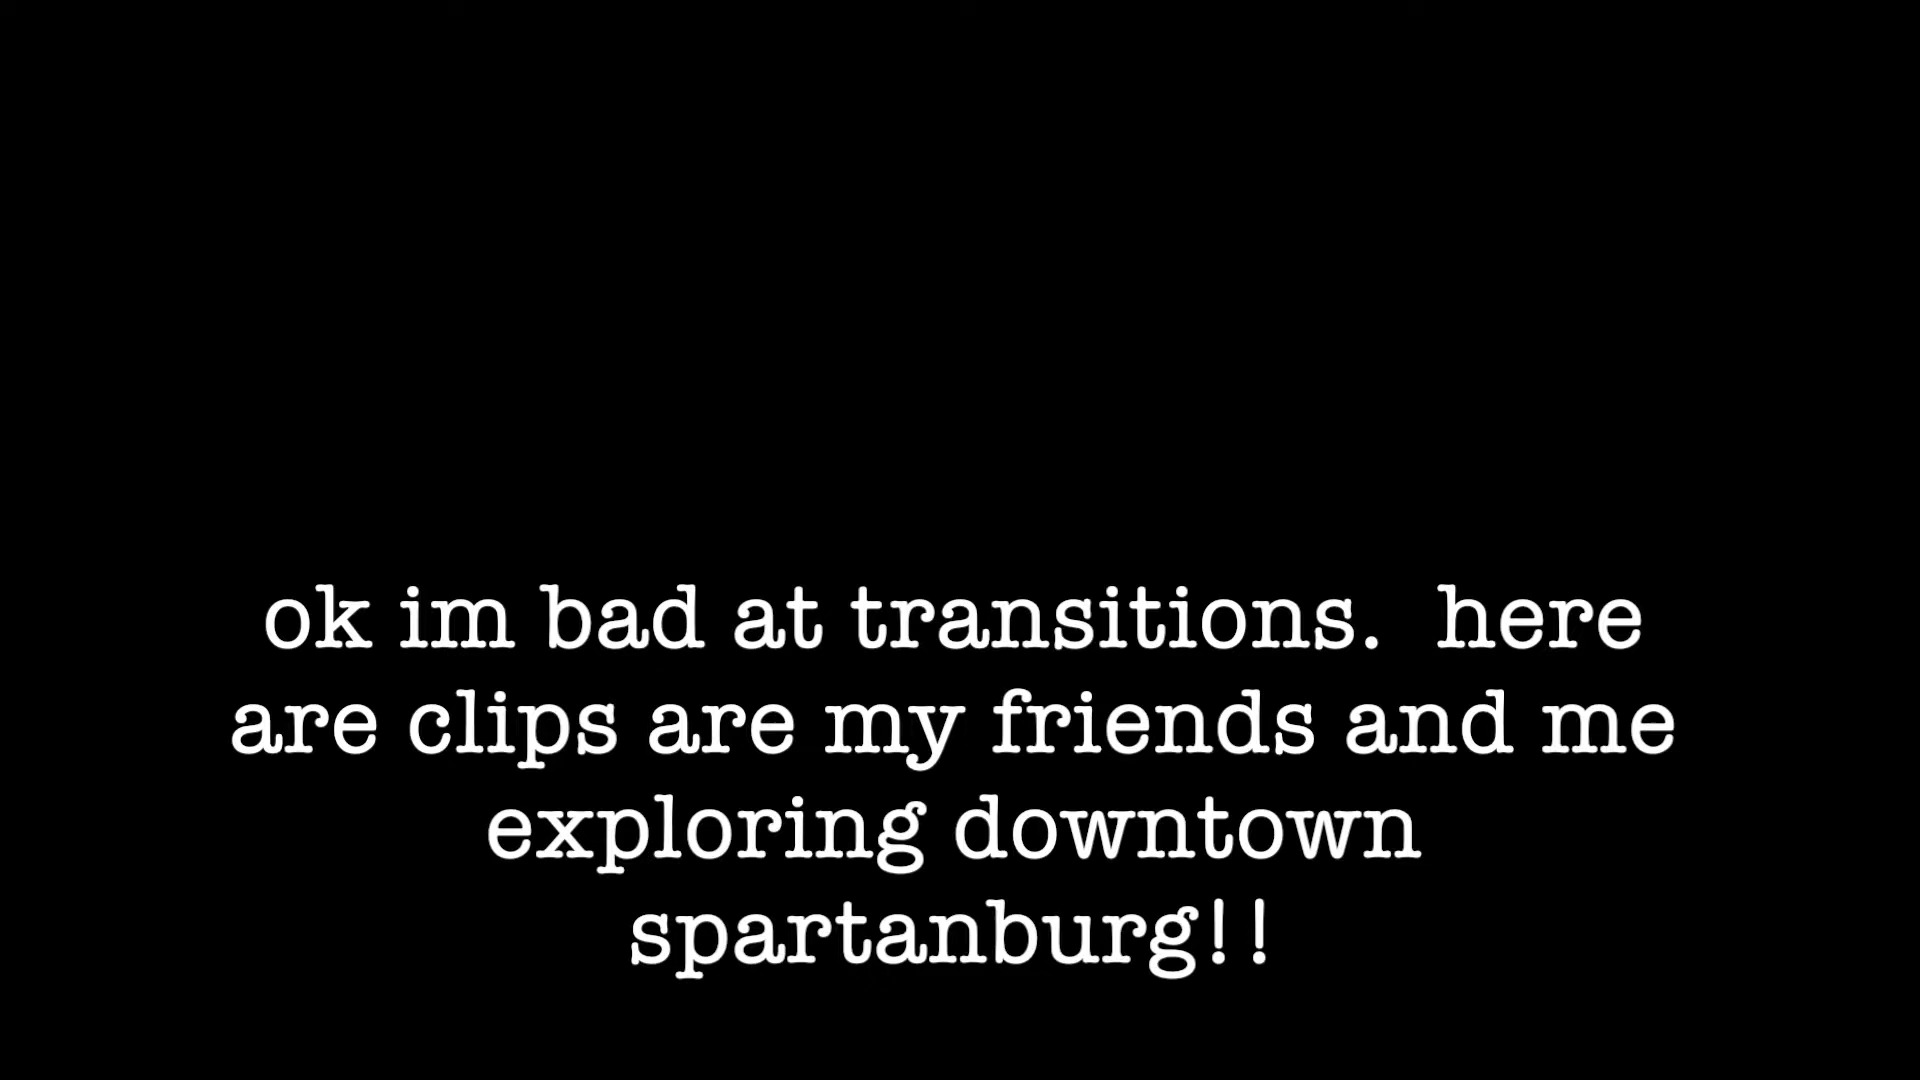 ok im bad at transitions.  here
are clips are my friends and me
exploring downtown
spartanburg!!